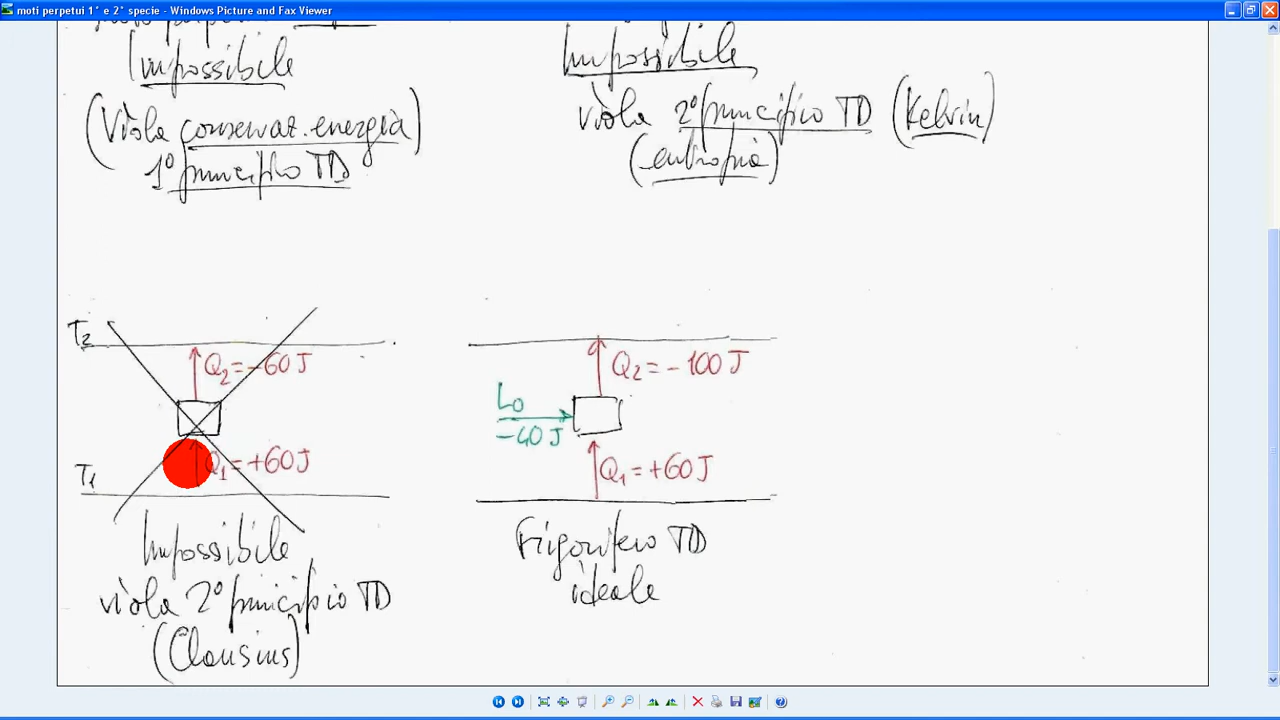 moti perpetui 1° e 2° specie - Windows Picture and Fax Viewer
Impossibile
(Viola conservaz. energia)
1° principio TD
Impossibile
viola 2° principio TD (Kelvin)
(entropia)
T2
Q2 = -60 J
Q1 = +60 J
T1
Impossibile
viola 2° principio TD
(Clausius)
Q2 = -100 J
L0
-40 J
Q1 = +60 J
Frigorifero TD
ideale